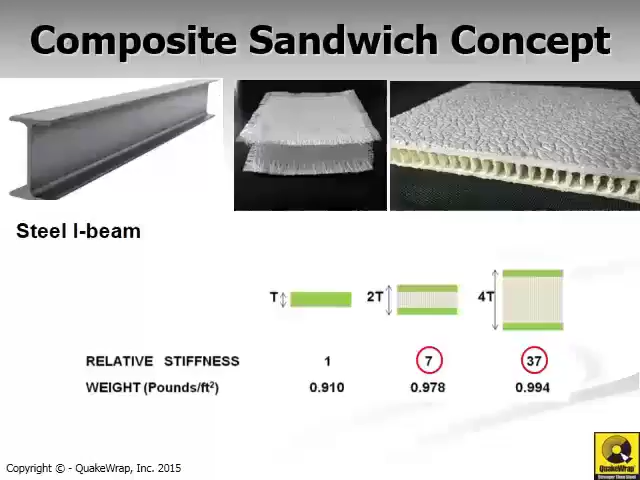 Composite Sandwich Concept
Steel I-beam
T
2T
4T
RELATIVE STIFFNESS 1 7 37
WEIGHT (Pounds/ft²) 0.910 0.978 0.994
Copyright © - QuakeWrap, Inc. 2015
QuakeWrap